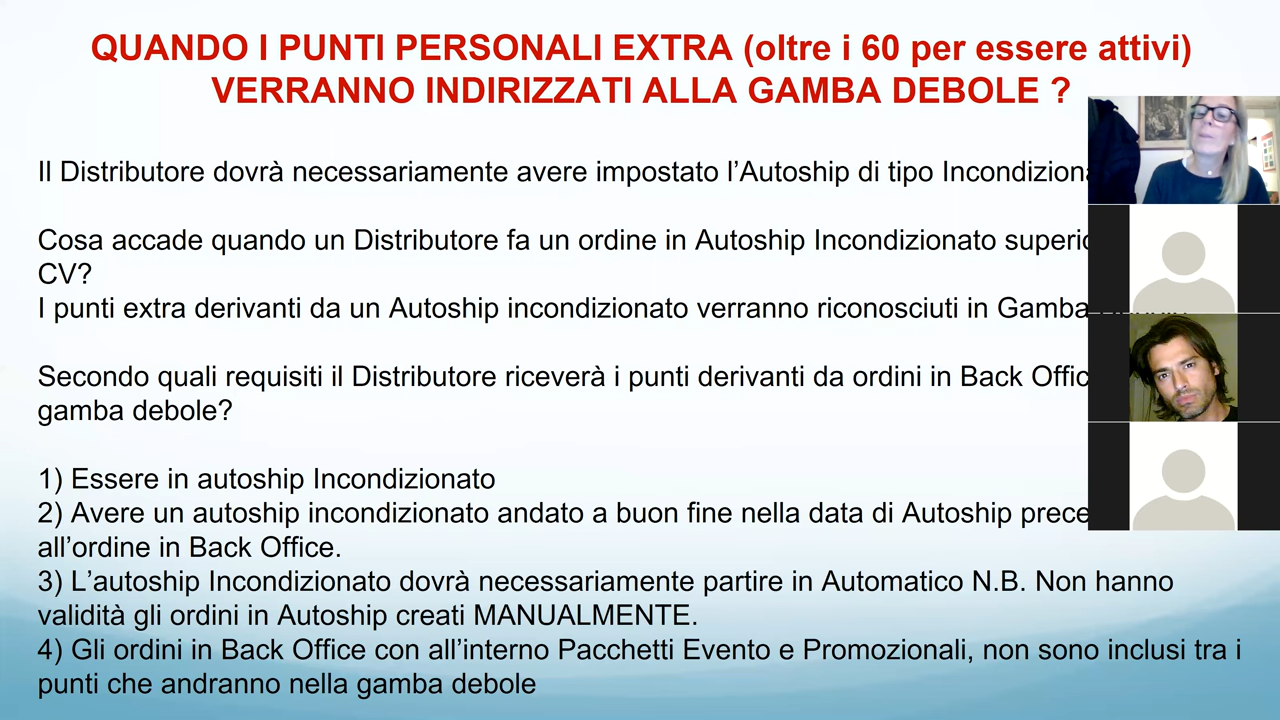 QUANDO I PUNTI PERSONALI EXTRA (oltre i 60 per essere attivi)
VERRANNO INDIRIZZATI ALLA GAMBA DEBOLE ?
Il Distributore dovrà necessariamente avere impostato l’Autoship di tipo
Cosa accade quando un Distributore fa un ordine in Autoship Incondizionato
CV?
I punti extra derivanti da un Autoship incondizionato verranno riconosciuti in Gamba
Secondo quali requisiti il Distributore riceverà i punti derivanti da ordini in Back
gamba debole?
1) Essere in autoship Incondizionato
2) Avere un autoship incondizionato andato a buon fine nella data di Autoship
all’ordine in Back Office.
3) L’autoship Incondizionato dovrà necessariamente partire in Automatico N.B. Non hanno
validità gli ordini in Autoship creati MANUALMENTE.
4) Gli ordini in Back Office con all’interno Pacchetti Evento e Promozionali, non sono inclusi tra i
punti che andranno nella gamba debole